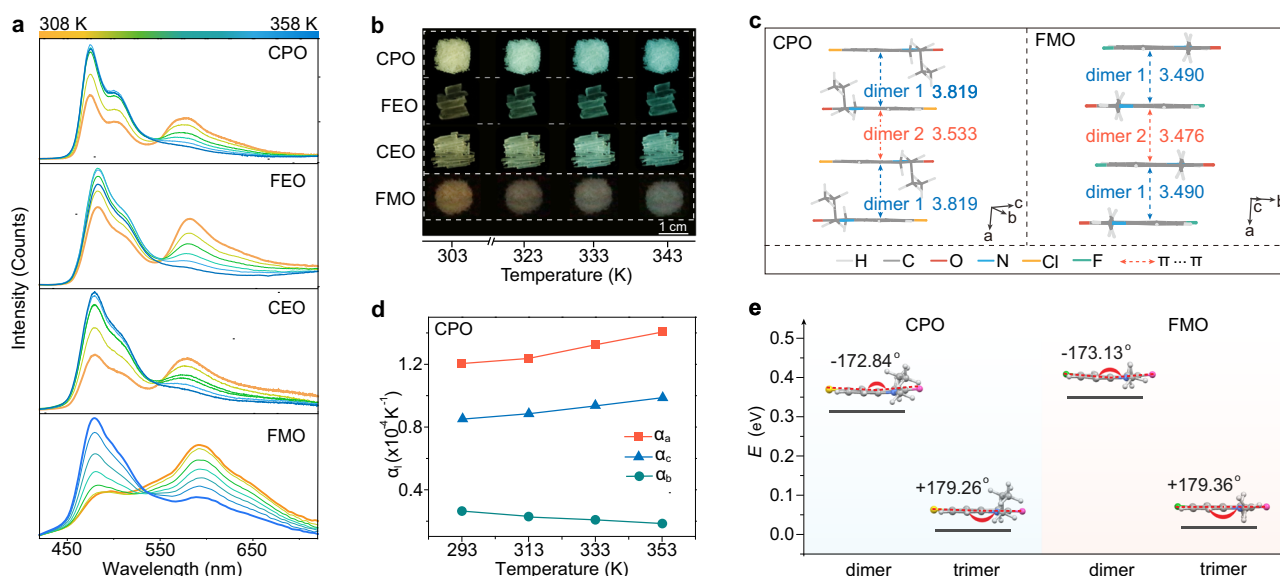 a
308 K
358 K
CPO
FEO
CEO
FMO
Intensity (Counts)
450
550
650
Wavelength (nm)
b
CPO
FEO
CEO
FMO
1 cm
303
323
333
343
Temperature (K)
c
CPO
dimer 1 3.819
dimer 2 3.533
dimer 1 3.819
c
b
a
FMO
dimer 1 3.490
dimer 2 3.476
dimer 1 3.490
c
b
a
H C O N Cl F π ··· π
d
CPO
1.2
0.8
0.4
αi (x10⁻⁴K⁻¹)
αa
αc
αb
293
313
333
353
Temperature (K)
e
CPO
FMO
0.5
0.4
0.3
0.2
0.1
0.0
E (eV)
-172.84°
-173.13°
+179.26°
+179.36°
dimer
trimer
dimer
trimer